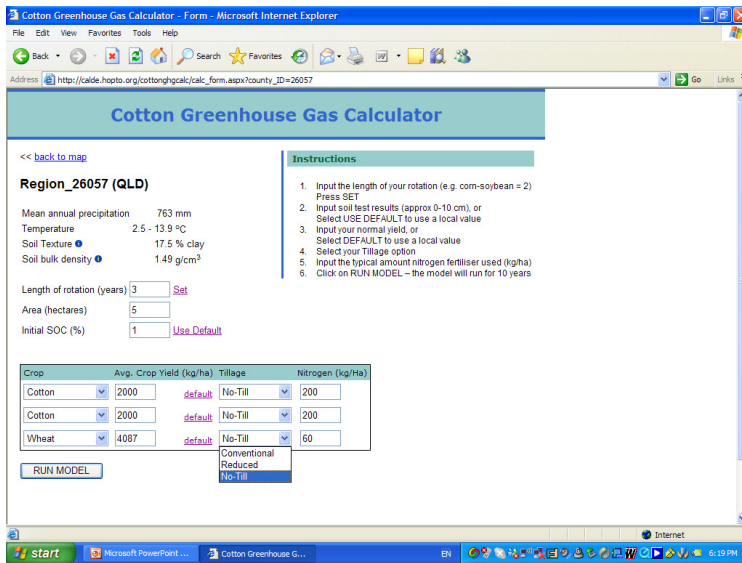 Cotton Greenhouse Gas Calculator - Form - Microsoft Internet Explorer
File Edit View Favorites Tools Help
Back Search Favorites
Address http://calde.hopto.org/cottonghgcalc/calc_form.aspx?county_ID=26057 Go Links
Cotton Greenhouse Gas Calculator
<< back to map
Region_26057 (QLD)
Mean annual precipitation 763 mm
Temperature 2.5 - 13.9 ºC
Soil Texture 17.5 % clay
Soil bulk density 1.49 g/cm³
Length of rotation (years) 3 Set
Area (hectares) 5
Initial SOC (%) 1 Use Default
Instructions
1. Input the length of your rotation (e.g. corn-soybean = 2)
Press SET
2. Input soil test results (approx 0-10 cm), or
Select USE DEFAULT to use a local value
3. Input your normal yield, or
Select DEFAULT to use a local value
4. Select your Tillage option
5. Input the typical amount nitrogen fertiliser used (kg/ha)
6. Click on RUN MODEL – the model will run for 10 years
Crop Avg. Crop Yield (kg/ha) Tillage Nitrogen (kg/Ha)
Cotton 2000 default No-Till 200
Cotton 2000 default No-Till 200
Wheat 4087 default No-Till 60
Conventional
Reduced
No-Till
RUN MODEL
Internet
start Microsoft PowerPoint ... Cotton Greenhouse G... EN 6:19 PM